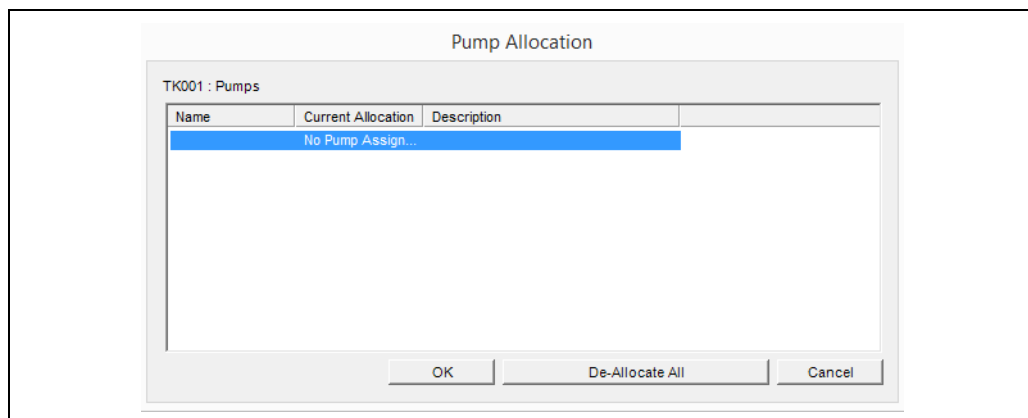 Pump Allocation
TK001 : Pumps
Name Current Allocation Description
No Pump Assign...
OK De-Allocate All Cancel